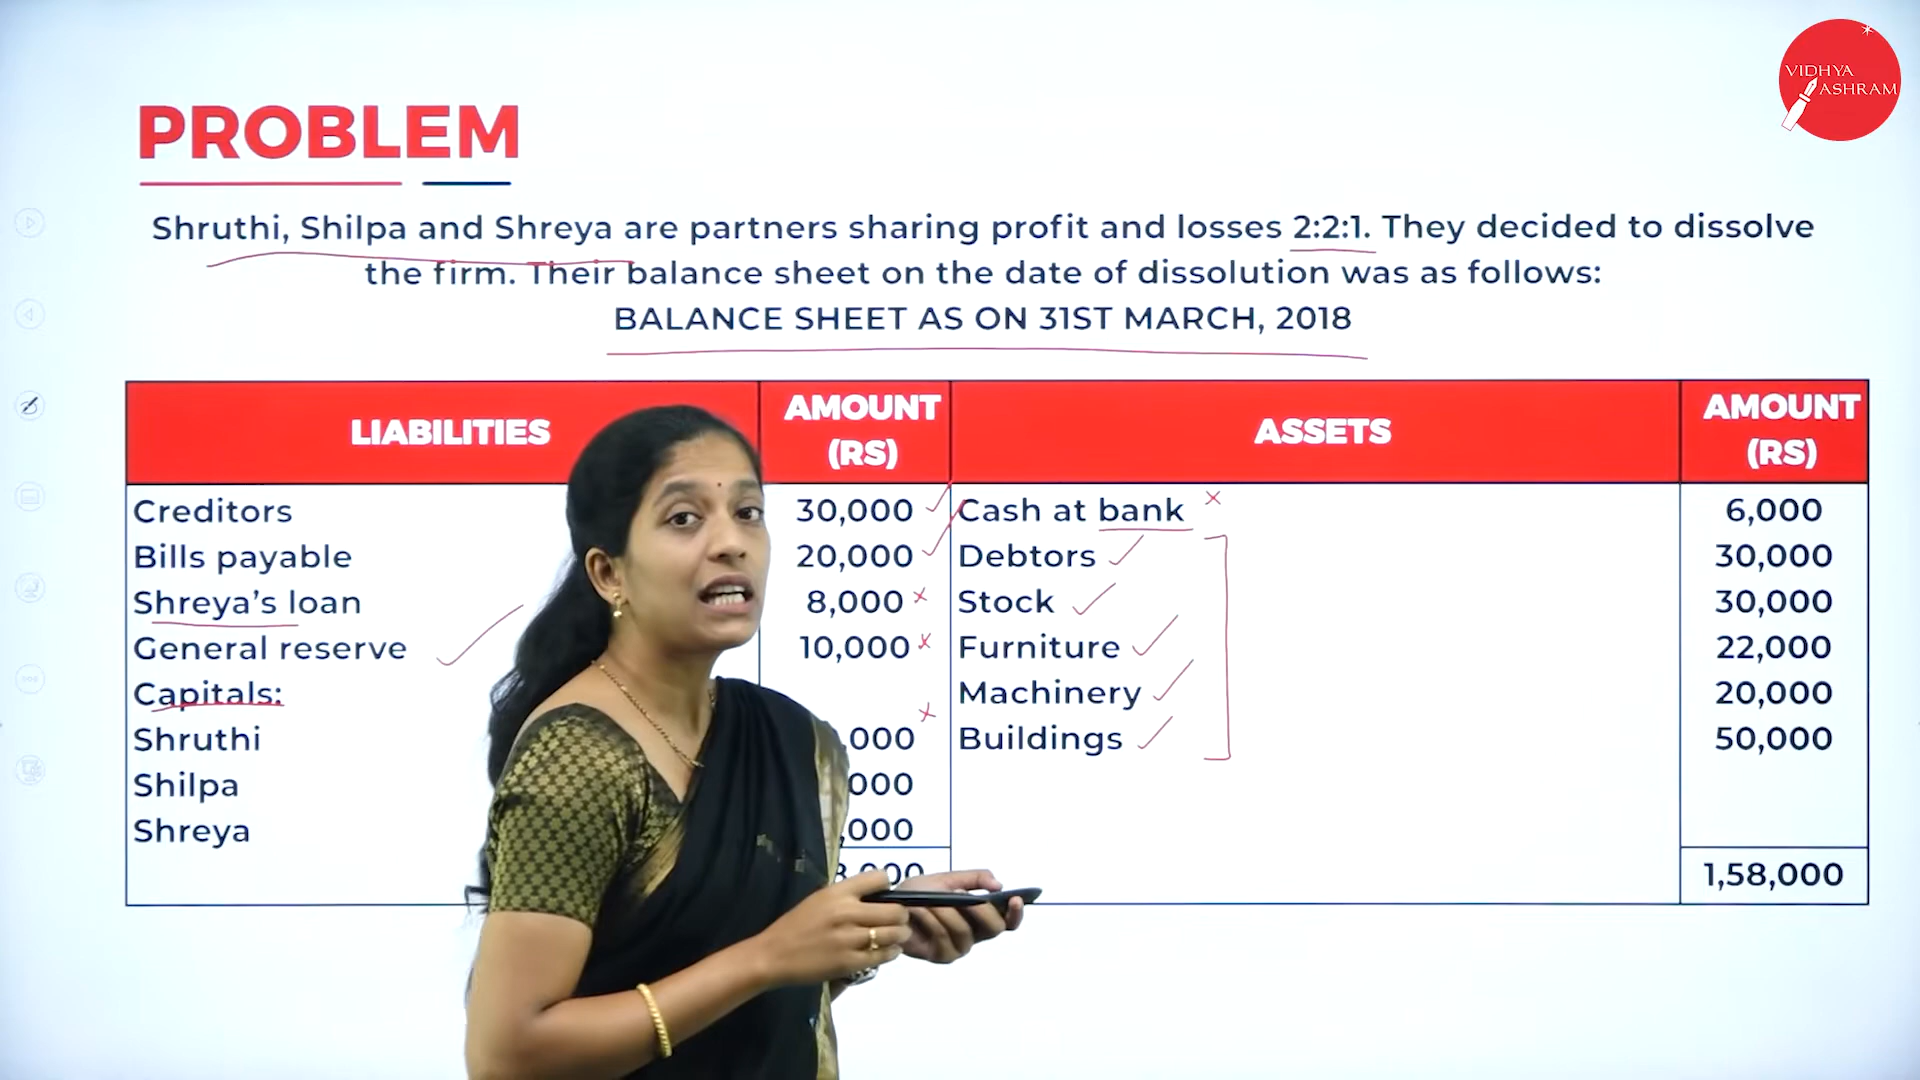 VIDHYA
ASHRAM
PROBLEM
Shruthi, Shilpa and Shreya are partners sharing profit and losses 2:2:1. They decided to dissolve
the firm. Their balance sheet on the date of dissolution was as follows:
BALANCE SHEET AS ON 31ST MARCH, 2018
LIABILITIES AMOUNT (RS) ASSETS AMOUNT (RS)
Creditors 30,000 Cash at bank 6,000
Bills payable 20,000 Debtors 30,000
Shreya's loan 8,000 Stock 30,000
General reserve 10,000 Furniture 22,000
Capitals: Machinery 20,000
Shruthi ,000 Buildings 50,000
Shilpa 000
Shreya ,000
1,58,000